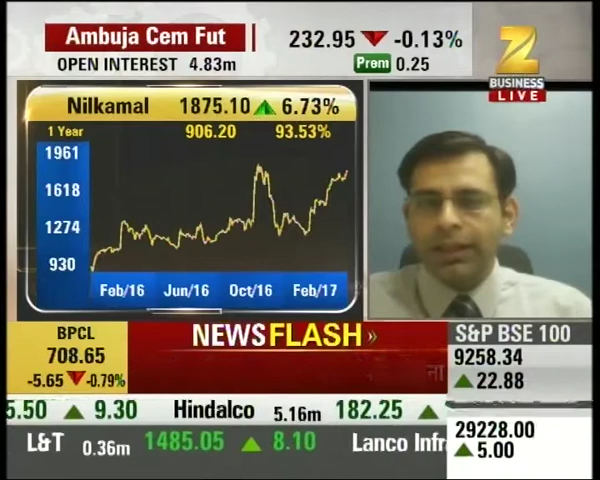 Ambuja Cem Fut
OPEN INTEREST 4.83m
232.95 -0.13%
Prem 0.25
Z
BUSINESS
LIVE
Nilkamal 1875.10 6.73%
1 Year 906.20 93.53%
1961
1618
1274
930
Feb/16 Jun/16 Oct/16 Feb/17
BPCL
708.65
-5.65 -0.79%
NEWSFLASH
S&P BSE 100
9258.34
22.88
5.50 9.30 Hindalco 5.16m 182.25
L&T 0.36m 1485.05 8.10 Lanco Infr
29228.00
5.00